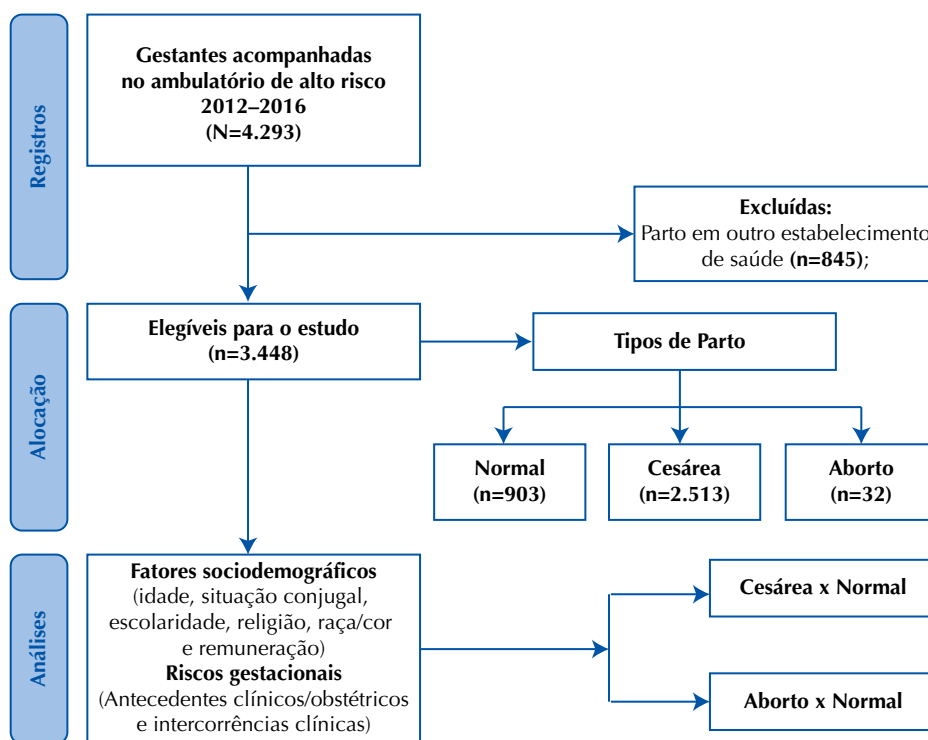 Registros
Gestantes acompanhadas
no ambulatório de alto risco
2012–2016
(N=4.293)
Excluídas:
Parto em outro estabelecimento
de saúde (n=845);
Alocação
Elegíveis para o estudo
(n=3.448)
Tipos de Parto
Normal
(n=903)
Cesárea
(n=2.513)
Aborto
(n=32)
Análises
Fatores sociodemográficos
(idade, situação conjugal,
escolaridade, religião, raça/cor
e remuneração)
Riscos gestacionais
(Antecedentes clínicos/obstétricos
e intercorrências clínicas)
Cesárea x Normal
Aborto x Normal